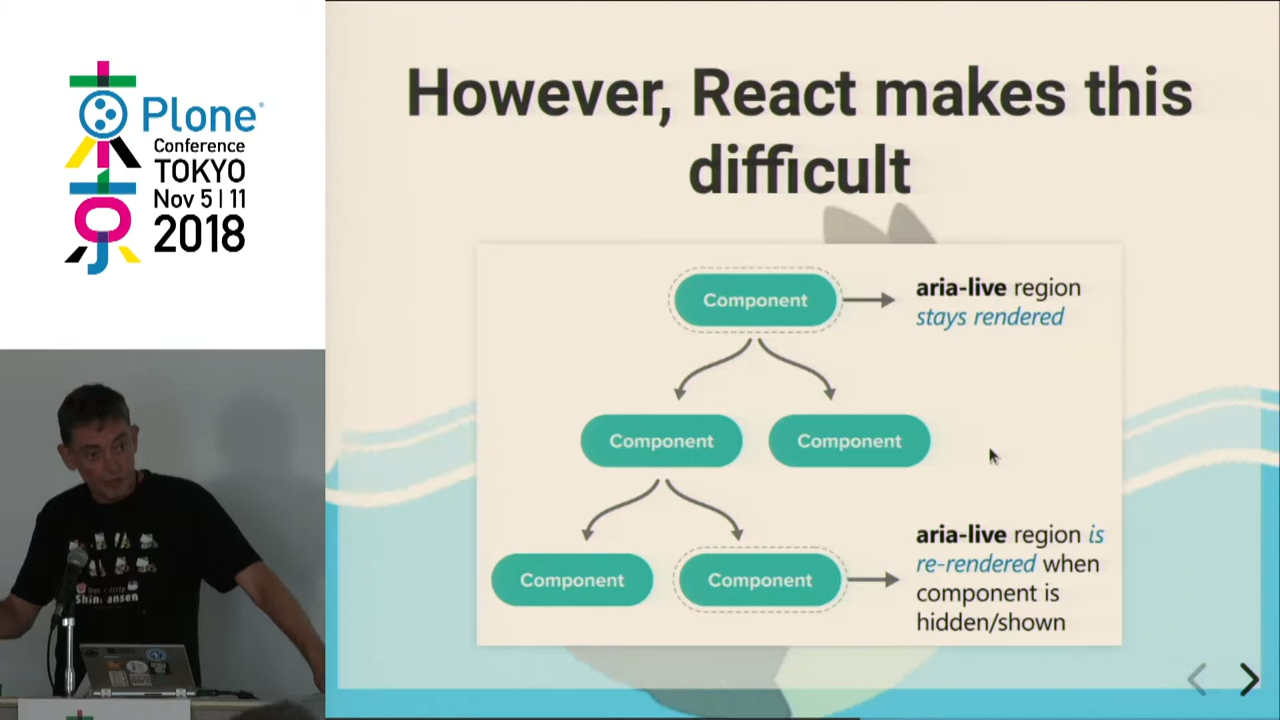 Plone
Conference
TOKYO
Nov 5 | 11
2018
However, React makes this
difficult
Component
aria-live region
stays rendered
Component
Component
Component
Component
aria-live region is
re-rendered when
component is
hidden/shown